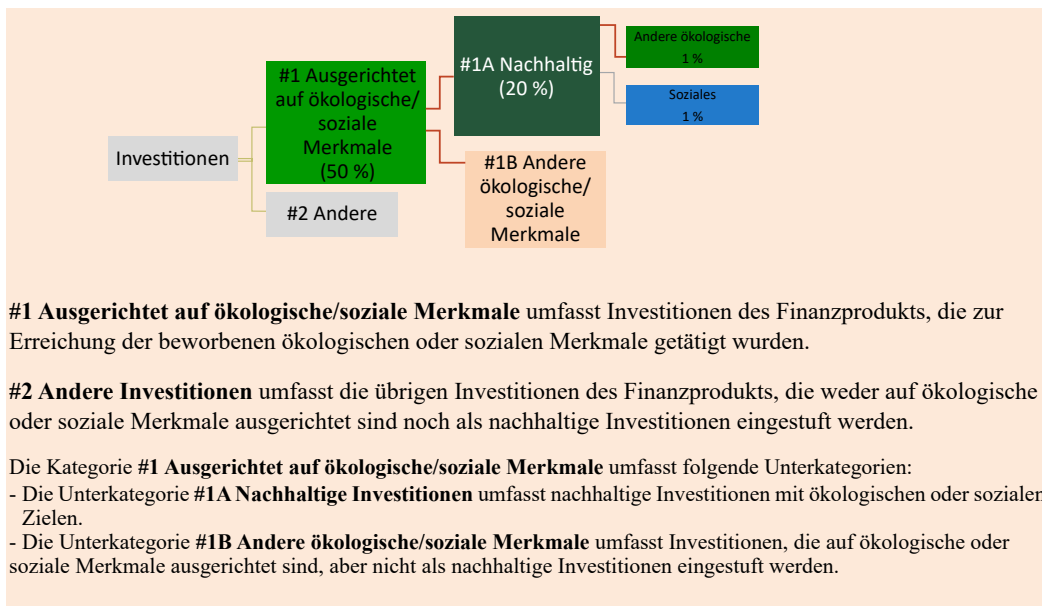 Investitionen
#1 Ausgerichtet
auf ökologische/
soziale
Merkmale
(50 %)
#2 Andere
#1A Nachhaltig
(20 %)
#1B Andere
ökologische/
soziale
Merkmale
Andere ökologische
1 %
Soziales
1 %
#1 Ausgerichtet auf ökologische/soziale Merkmale umfasst Investitionen des Finanzprodukts, die zur
Erreichung der beworbenen ökologischen oder sozialen Merkmale getätigt wurden.
#2 Andere Investitionen umfasst die übrigen Investitionen des Finanzprodukts, die weder auf ökologische
oder soziale Merkmale ausgerichtet sind noch als nachhaltige Investitionen eingestuft werden.
Die Kategorie #1 Ausgerichtet auf ökologische/soziale Merkmale umfasst folgende Unterkategorien:
- Die Unterkategorie #1A Nachhaltige Investitionen umfasst nachhaltige Investitionen mit ökologischen oder sozialen
Zielen.
- Die Unterkategorie #1B Andere ökologische/soziale Merkmale umfasst Investitionen, die auf ökologische oder
soziale Merkmale ausgerichtet sind, aber nicht als nachhaltige Investitionen eingestuft werden.